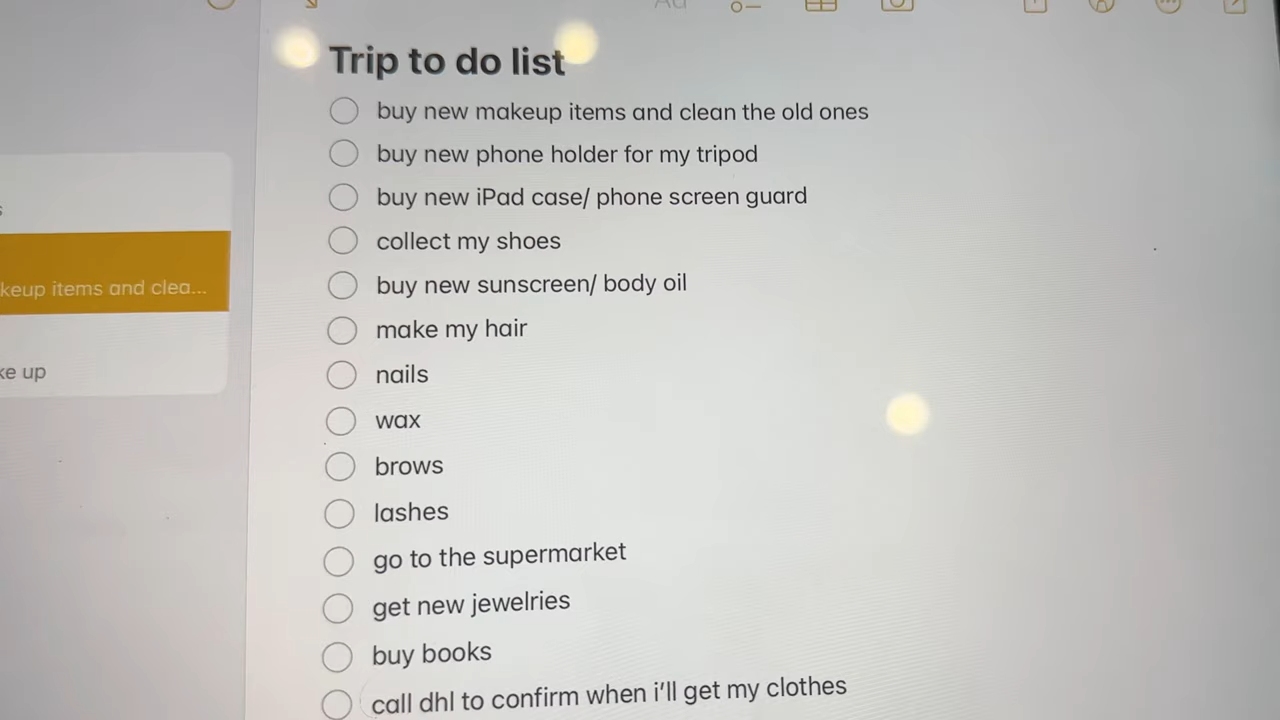 Aa
Trip to do list
buy new makeup items and clean the old ones
buy new phone holder for my tripod
buy new iPad case/ phone screen guard
s
collect my shoes
keup items and clea...
buy new sunscreen/ body oil
make my hair
ke up
nails
wax
brows
lashes
go to the supermarket
get new jewelries
buy books
call dhl to confirm when i'll get my clothes